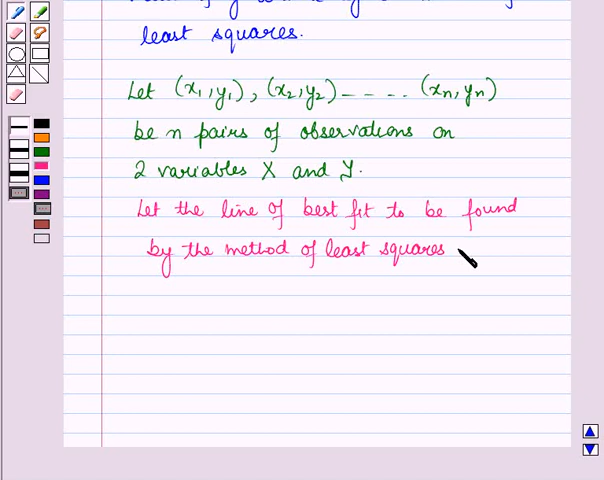 least squares.
Let (x₁,y₁), (x₂,y₂)----.... (xₙ,yₙ)
be n pairs of observations on
2 variables X and Y.
Let the line of best fit to be found
by the method of least squares